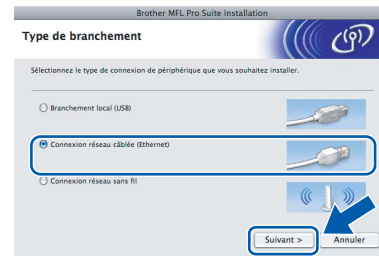 Brother MFL Pro Suite Installation
Type de branchement
Sélectionnez le type de connexion de périphérique que vous souhaitez installer.
Branchement local (USB)
Connexion réseau câblée (Ethernet)
Connexion réseau sans fil
Suivant > Annuler